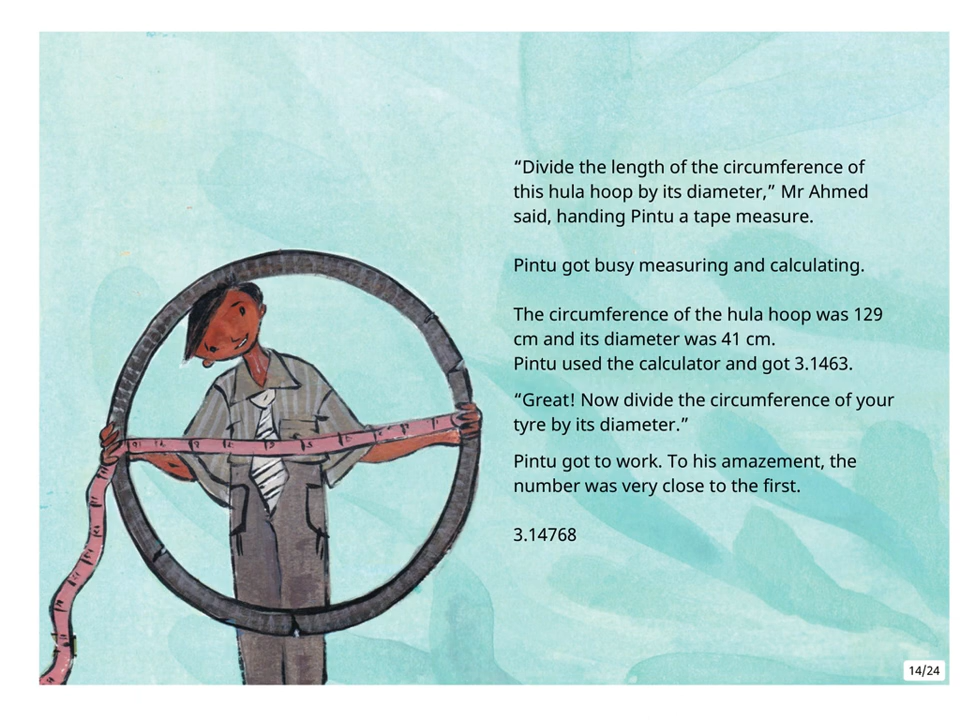 “Divide the length of the circumference of
this hula hoop by its diameter,” Mr Ahmed
said, handing Pintu a tape measure.
Pintu got busy measuring and calculating.
The circumference of the hula hoop was 129
cm and its diameter was 41 cm.
Pintu used the calculator and got 3.1463.
“Great! Now divide the circumference of your
tyre by its diameter.”
Pintu got to work. To his amazement, the
number was very close to the first.
3.14768
14/24